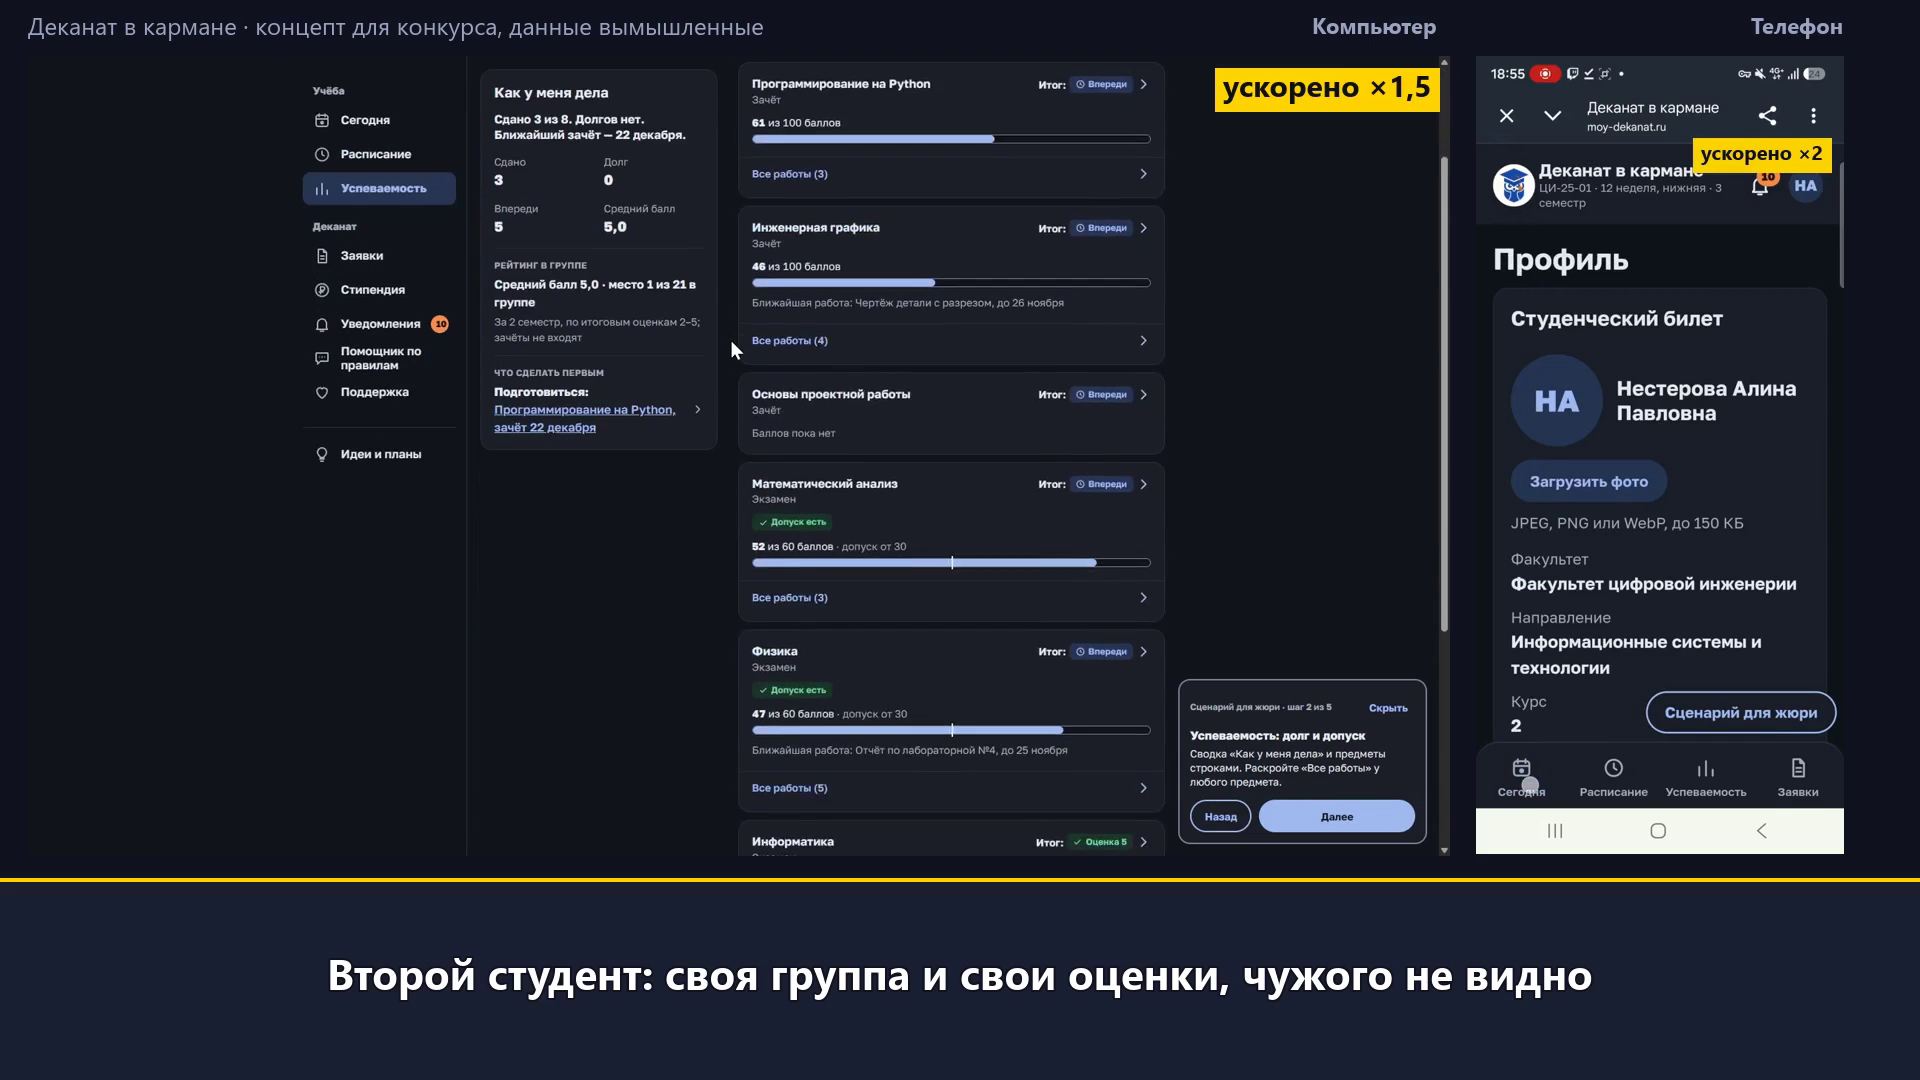 Деканат в кармане · концепт для конкурса, данные вымышленные
Компьютер
Телефон
Учёба
Сегодня
Расписание
Успеваемость
Деканат
Заявки
Стипендия
Уведомления 10
Помощник по
правилам
Поддержка
Идеи и планы
Как у меня дела
Сдано 3 из 8. Долгов нет.
Ближайший зачёт — 22 декабря.
Сдано
Долг
3
0
Впереди
Средний балл
5
5,0
РЕЙТИНГ В ГРУППЕ
Средний балл 5,0 · место 1 из 21 в
группе
За 2 семестр, по итоговым оценкам 2–5;
зачёты не входят
ЧТО СДЕЛАТЬ ПЕРВЫМ
Подготовиться:
Программирование на Python,
зачёт 22 декабря
Программирование на Python
Итог: Впереди
Зачёт
61 из 100 баллов
Все работы (3)
Инженерная графика
Итог: Впереди
Зачёт
46 из 100 баллов
Ближайшая работа: Чертёж детали с разрезом, до 26 ноября
Все работы (4)
Основы проектной работы
Итог: Впереди
Зачёт
Баллов пока нет
Математический анализ
Итог: Впереди
Экзамен
Допуск есть
52 из 60 баллов · допуск от 30
Все работы (3)
Физика
Итог: Впереди
Экзамен
Допуск есть
47 из 60 баллов · допуск от 30
Ближайшая работа: Отчёт по лабораторной №4, до 25 ноября
Все работы (5)
Информатика
Итог: Оценка 5
ускорено ×1,5
Сценарий для жюри · шаг 2 из 5
Скрыть
Успеваемость: долг и допуск
Сводка «Как у меня дела» и предметы
строками. Раскройте «Все работы» у
любого предмета.
Назад
Далее
18:55
4G+
24
Деканат в кармане
moy-dekanat.ru
ускорено ×2
Деканат в кармане
ЦИ-25-01 · 12 неделя, нижняя · 3
семестр
10
НА
Профиль
Студенческий билет
НА
Нестерова Алина
Павловна
Загрузить фото
JPEG, PNG или WebP, до 150 КБ
Факультет
Факультет цифровой инженерии
Направление
Информационные системы и
технологии
Курс
2
Сценарий для жюри
Сегодня
Расписание
Успеваемость
Заявки
Второй студент: своя группа и свои оценки, чужого не видно